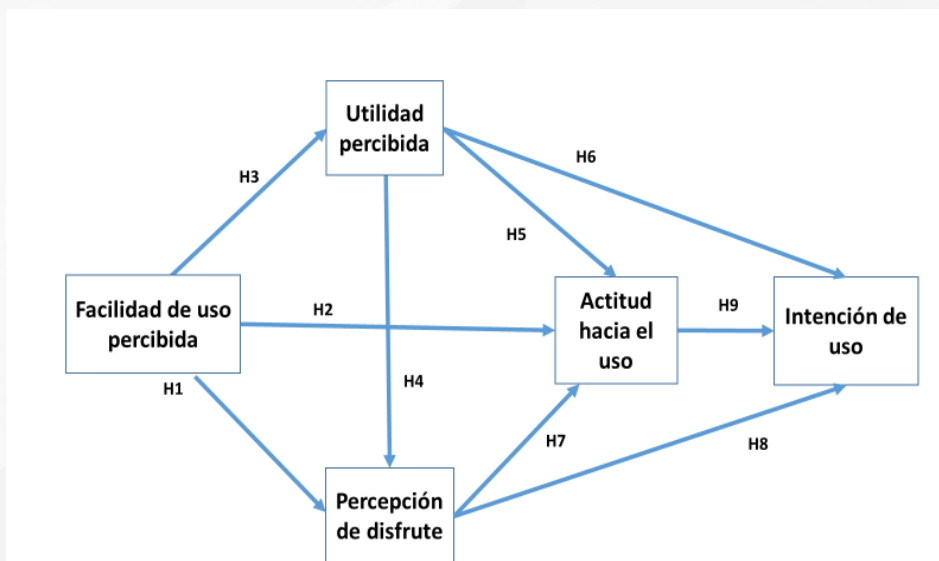 Utilidad
percibida
H6
H3
H5
Facilidad de uso
percibida
H2
Actitud
hacia el
uso
H9
Intención de
uso
H1
H4
H7
H8
Percepción
de disfrute